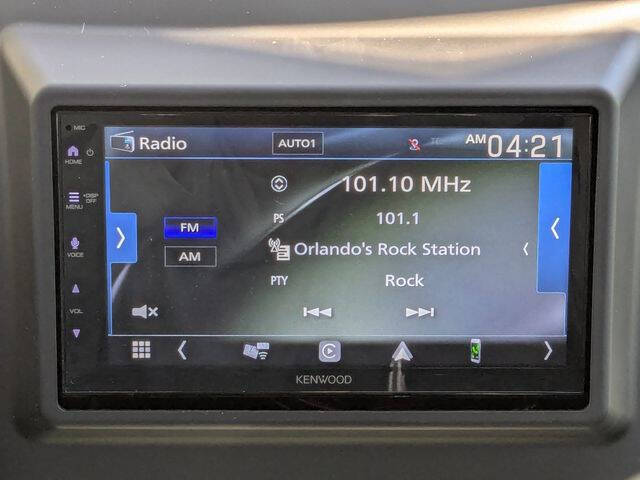 MIC
Radio
AUTO1
TI
AM 04:21
HOME
101.10 MHz
MENU
•DISP
OFF
PS
101.1
FM
VOICE
Orlando's Rock Station
AM
PTY
Rock
VOL
KENWOOD